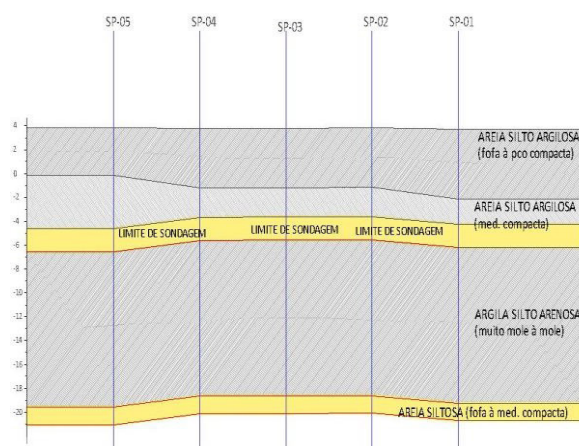 SP-05 SP-04 SP-03 SP-02 SP-01
4
2
0
-2
-4
-6
-8
-10
-12
-14
-16
-18
-20
AREIA SILTO ARGILOSA
(fofa à pco compacta)
AREIA SILTO ARGILOSA
(med. compacta)
LIMITE DE SONDAGEM LIMITE DE SONDAGEM LIMITE DE SONDAGEM
ARGILA SILTO ARENOSA
(muito mole à mole)
AREIA SILTOSA (fofa à med. compacta)